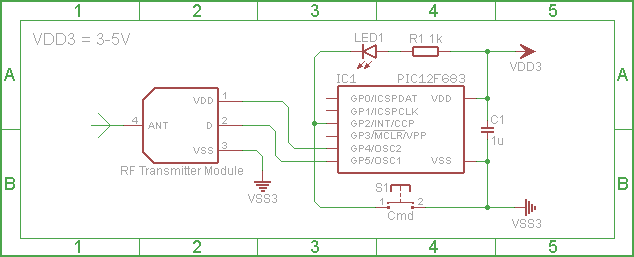 1 2 3 4 5
VDD3 = 3-5V
LED1 R1 1k
VDD3
A A
IC1 PIC12F683
GP0/ICSPDAT VDD
GP1/ICSPCLK
GP2/INT/CCP
GP3/MCLR/VPP
GP4/OSC2
GP5/OSC1 VSS
C1
1u
1 VDD
4 ANT D 2
VSS 3
RF Transmitter Module
VSS3
B B
S1
1 2
Cmd
VSS3
1 2 3 4 5